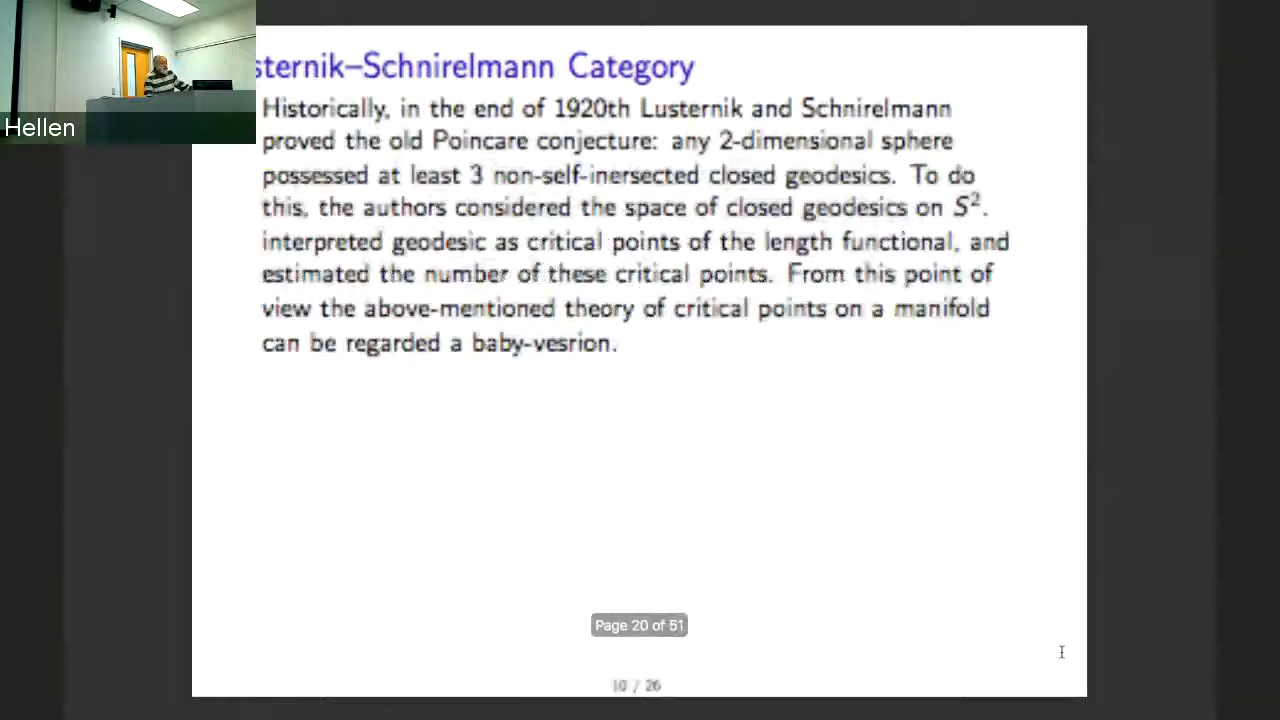 sternik–Schnirelmann Category
Historically, in the end of 1920th Lusternik and Schnirelmann
proved the old Poincare conjecture: any 2-dimensional sphere
possessed at least 3 non-self-inersected closed geodesics. To do
this, the authors considered the space of closed geodesics on S².
interpreted geodesic as critical points of the length functional, and
estimated the number of these critical points. From this point of
view the above-mentioned theory of critical points on a manifold
can be regarded a baby-vesrion.
Hellen
Page 20 of 51
10 / 26